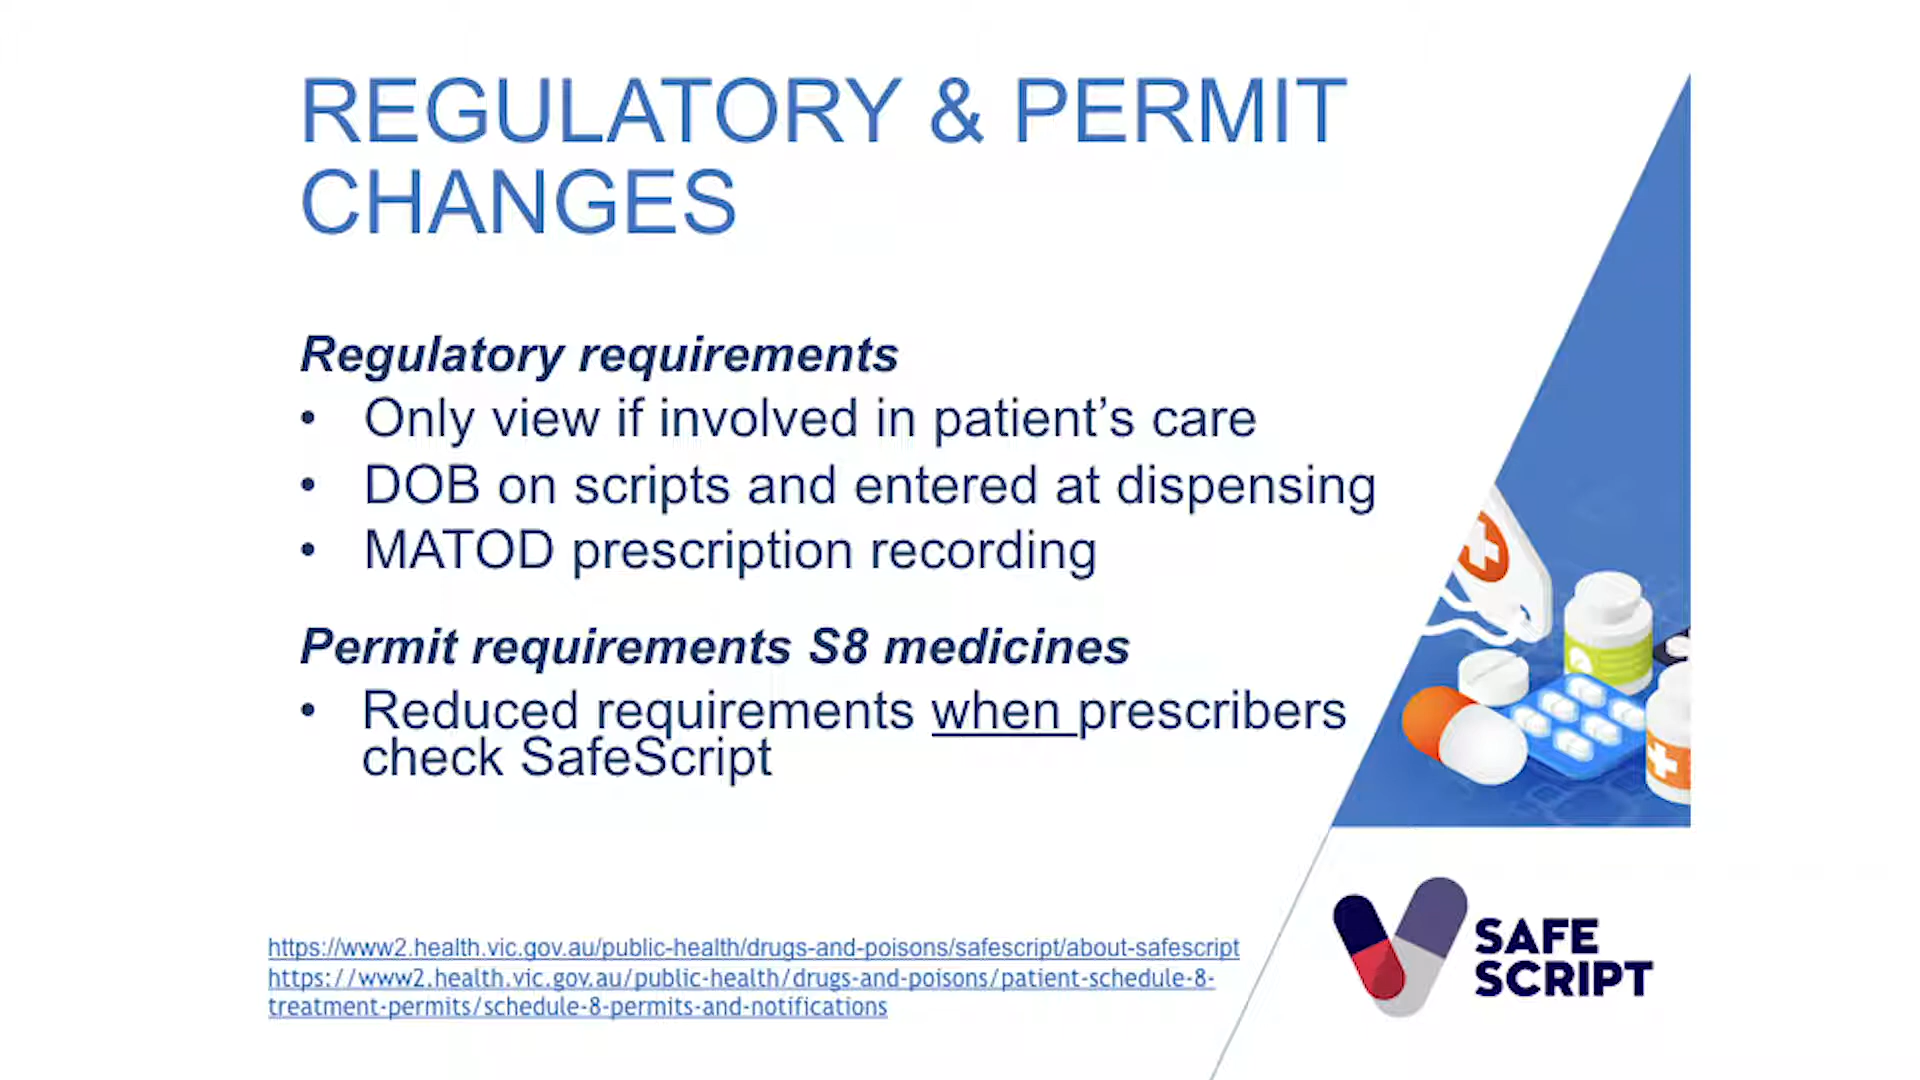 REGULATORY & PERMIT
CHANGES
Regulatory requirements
• Only view if involved in patient’s care
• DOB on scripts and entered at dispensing
• MATOD prescription recording
Permit requirements S8 medicines
• Reduced requirements when prescribers
check SafeScript
https://www2.health.vic.gov.au/public-health/drugs-and-poisons/safescript/about-safescript
https://www2.health.vic.gov.au/public-health/drugs-and-poisons/patient-schedule-8-
treatment-permits/schedule-8-permits-and-notifications
SAFE
SCRIPT